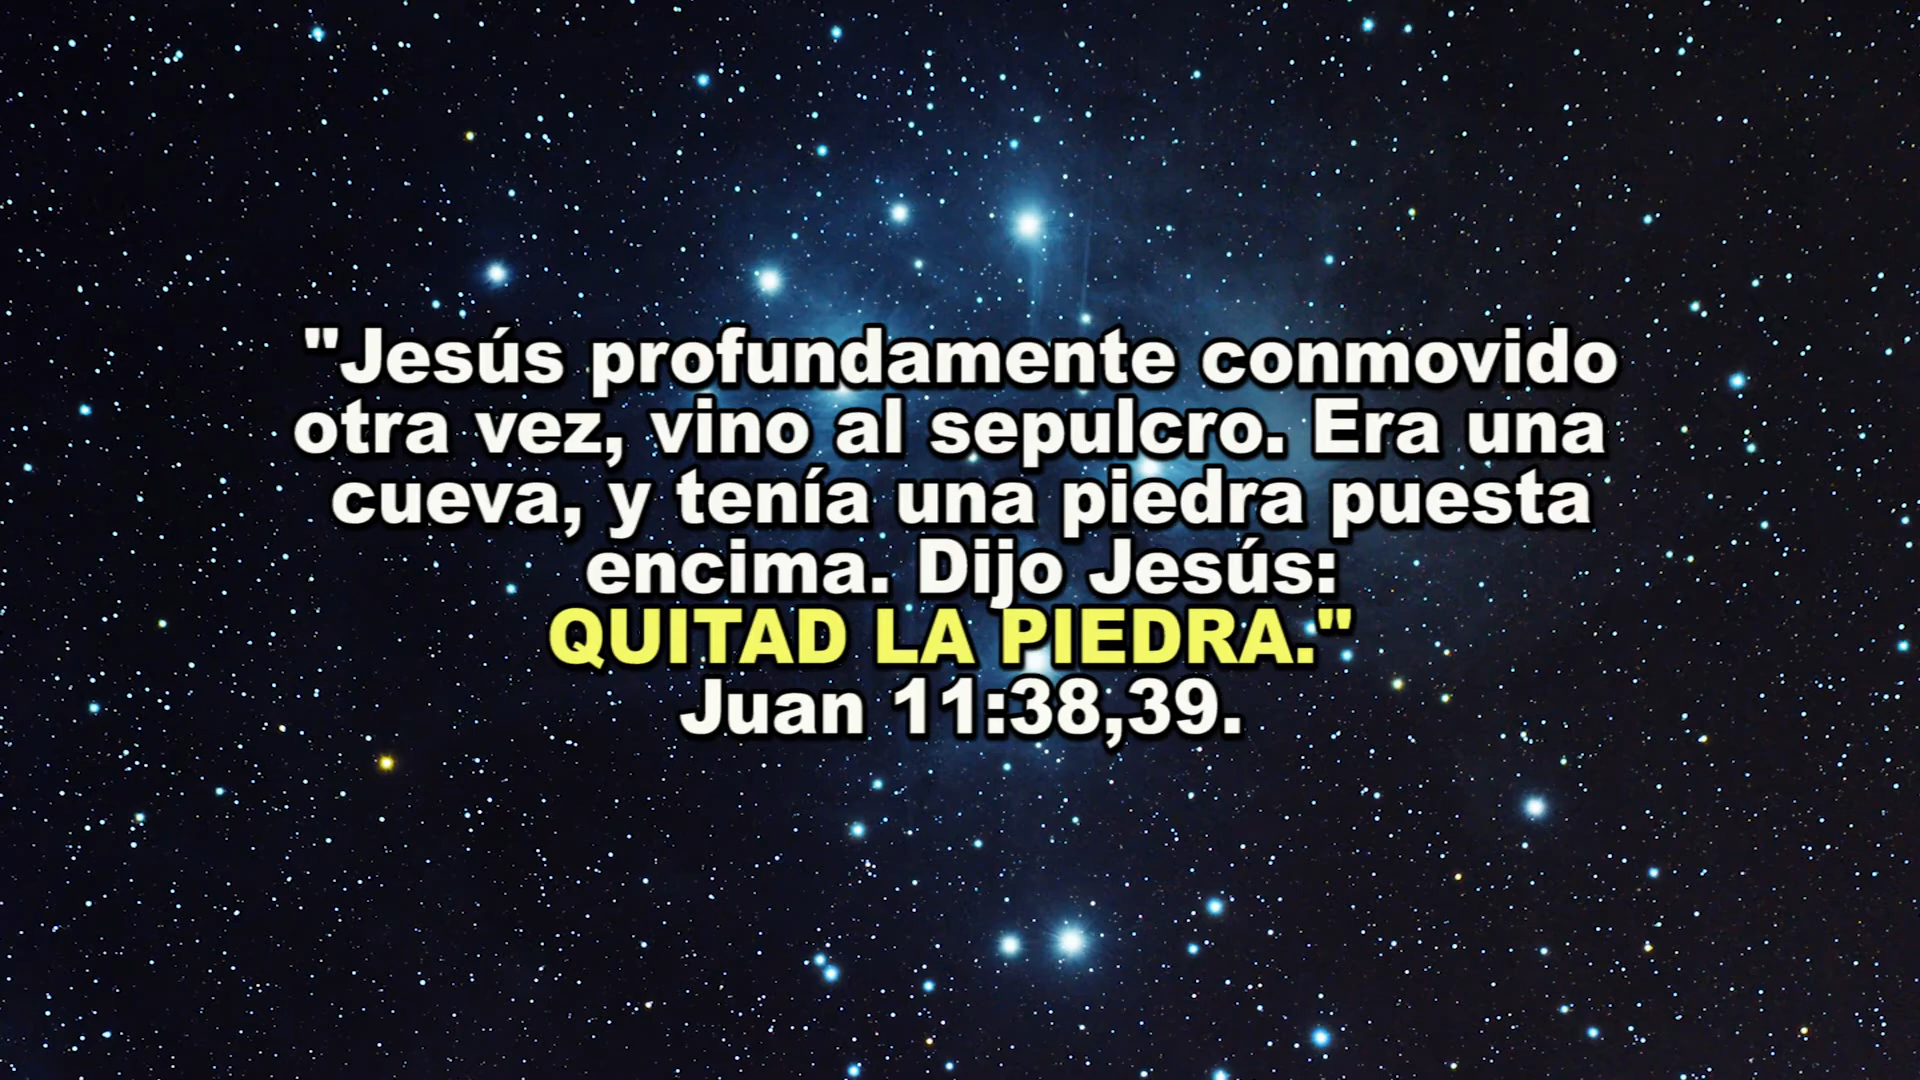 "Jesús profundamente conmovido
otra vez, vino al sepulcro. Era una
cueva, y tenía una piedra puesta
encima. Dijo Jesús:
QUITAD LA PIEDRA."
Juan 11:38,39.